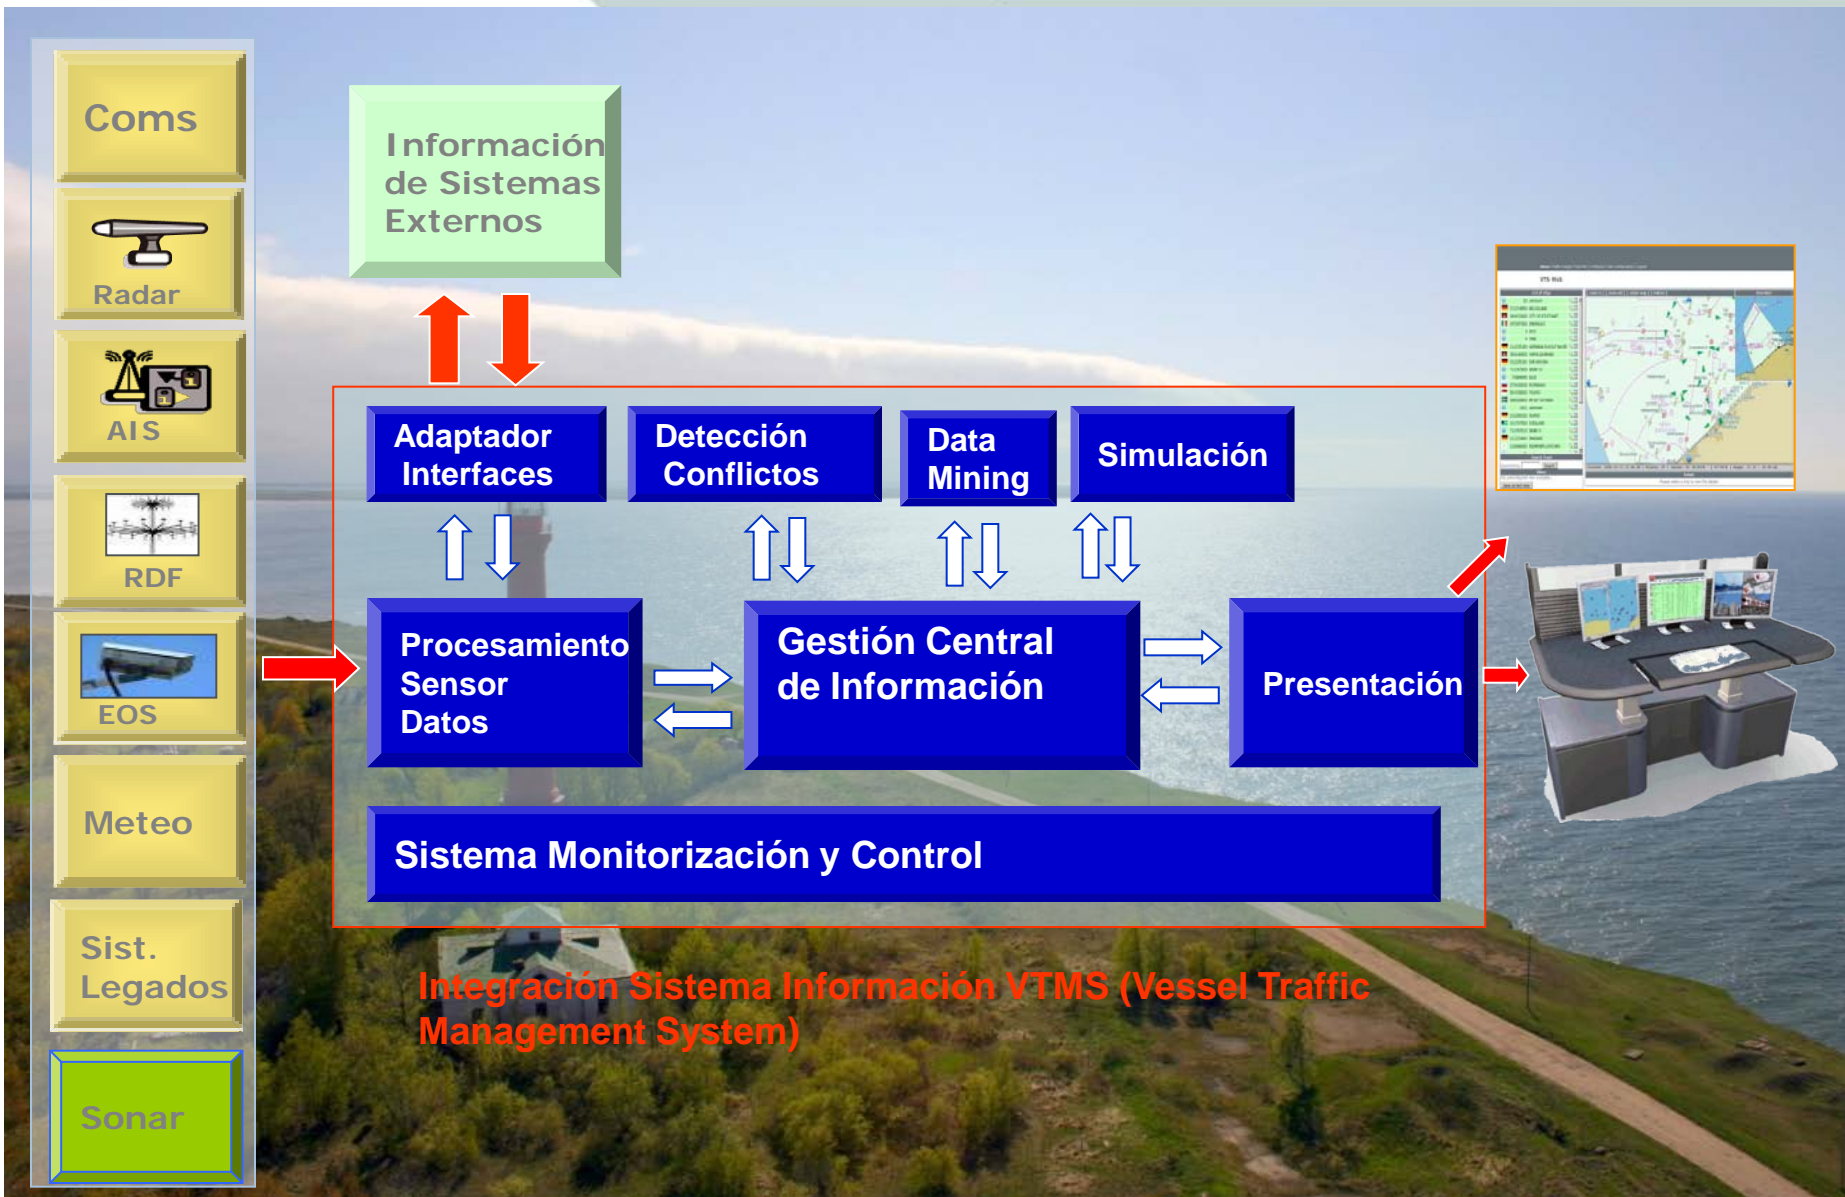 Coms
Radar
AIS
RDF
EOS
Meteo
Sist.
Legados
Sonar
Información
de Sistemas
Externos
Adaptador
Interfaces
Detección
Conflictos
Data
Mining
Simulación
Procesamiento
Sensor
Datos
Gestión Central
de Información
Presentación
Sistema Monitorización y Control
Integración Sistema Información VTMS (Vessel Traffic
Management System)